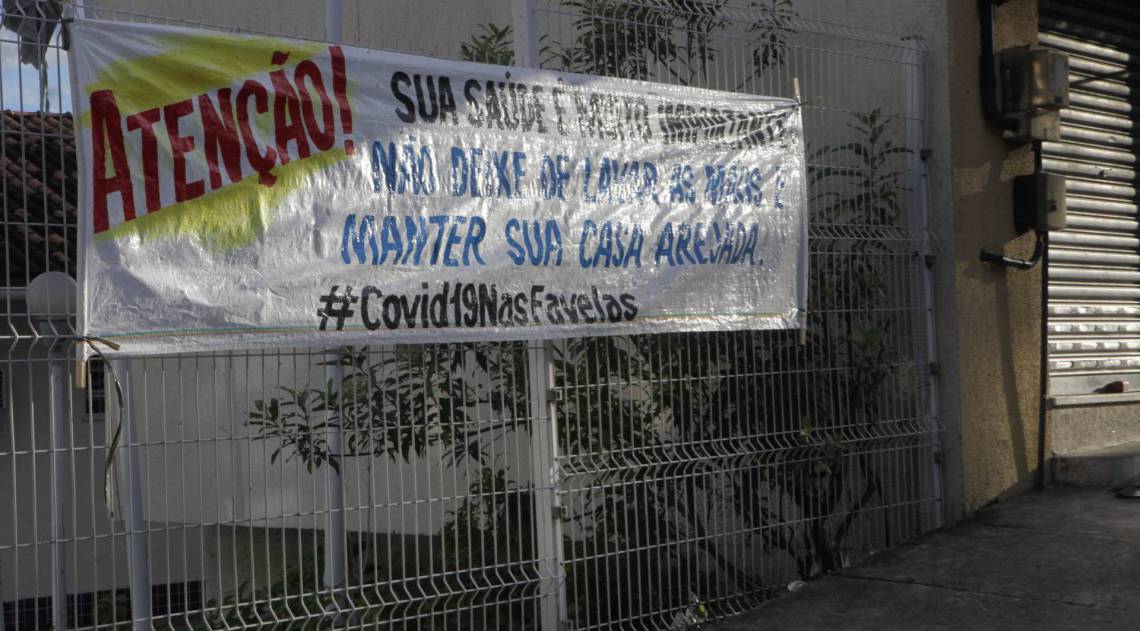 ATENÇÃO!
SUA SAÚDE É MUITO IMPORTANTE.
NÃO DEIXE DE LAVAR AS MÃOS E
MANTER SUA CASA AREJADA.
#Covid19NasFavelas